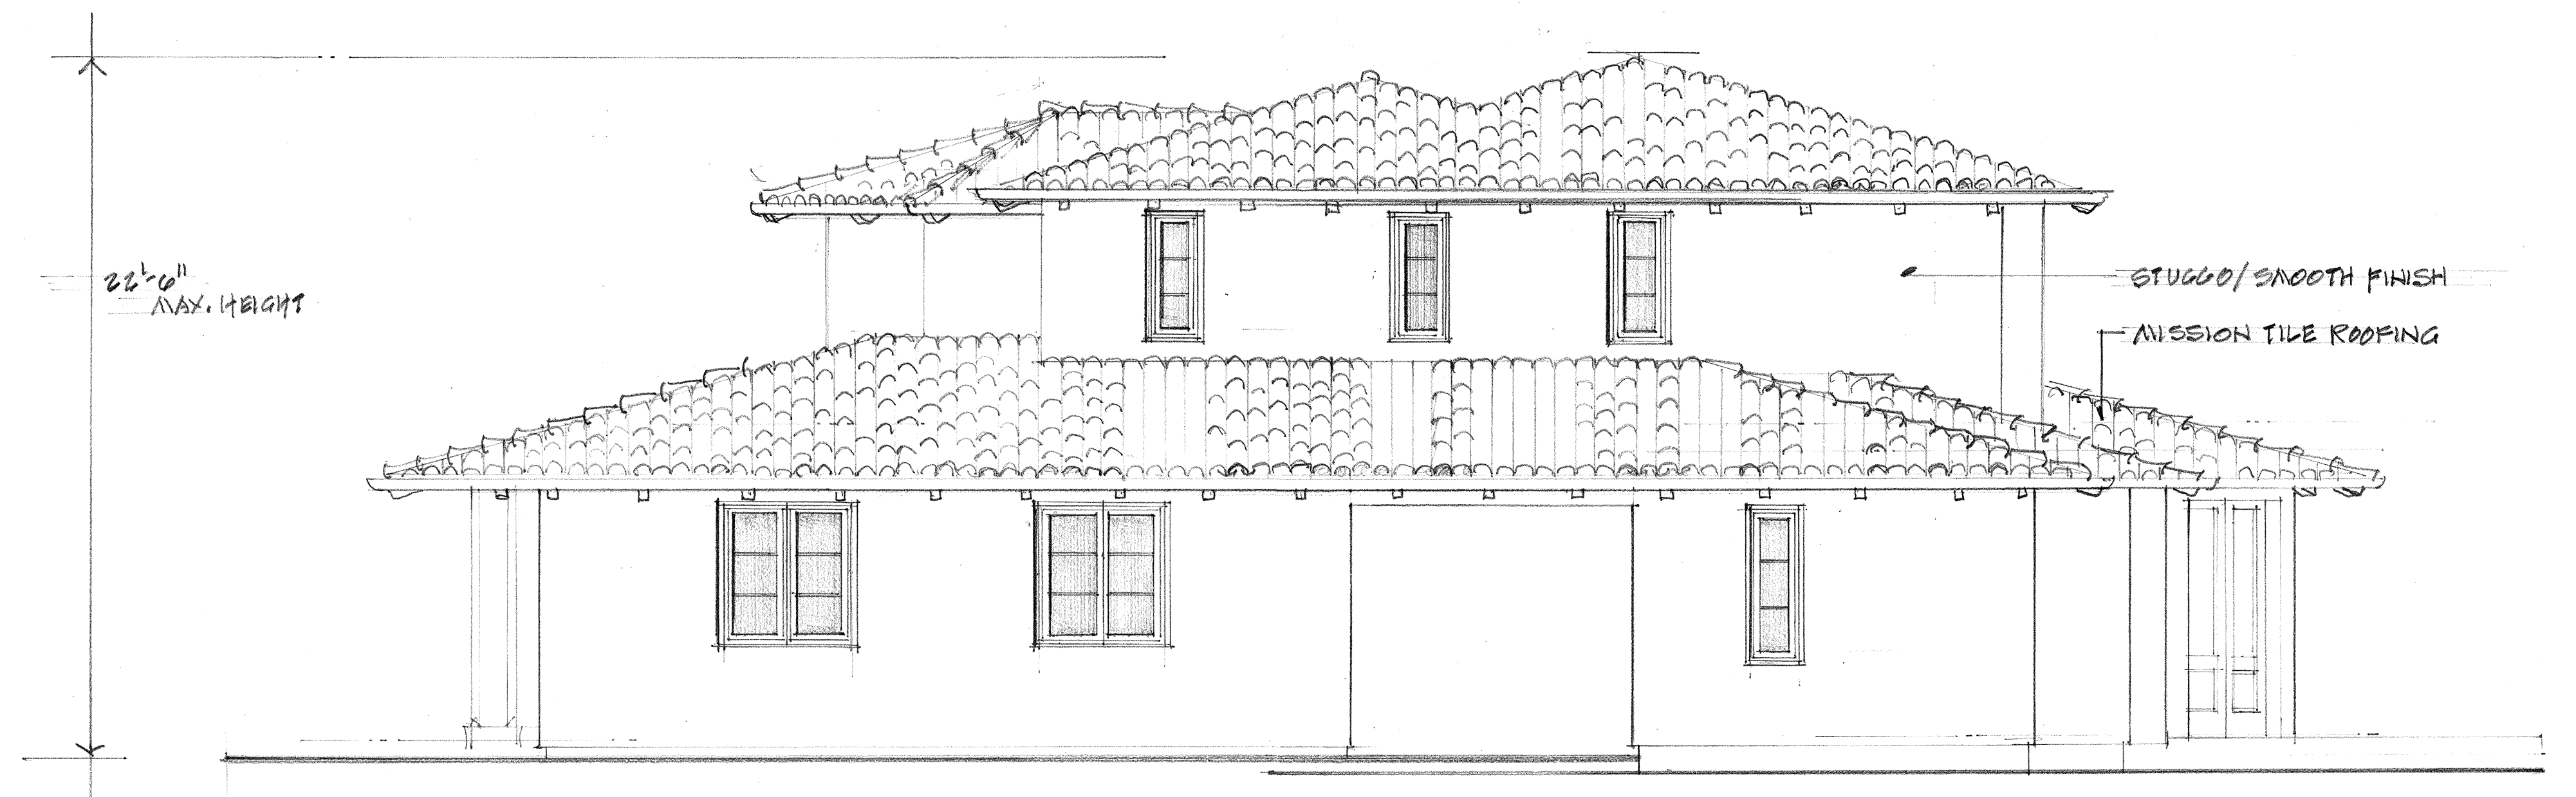 22'-6"
MAX. HEIGHT
STUCCO/SMOOTH FINISH
MISSION TILE ROOFING